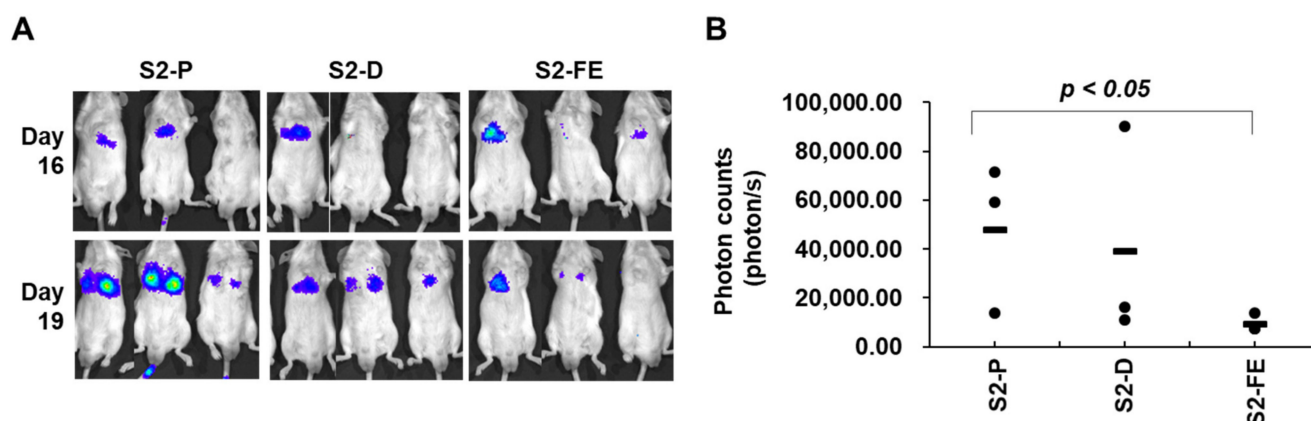 A
S2-P S2-D S2-FE
Day
16
Day
19
B
p < 0.05
Photon counts
(photon/s)
100,000.00
80,000.00
60,000.00
40,000.00
20,000.00
0.00
S2-P
S2-D
S2-FE